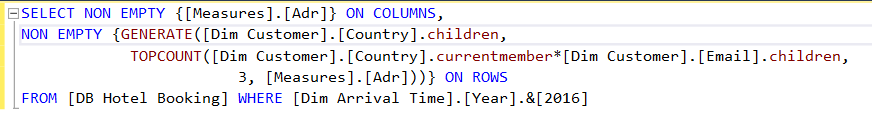 SELECT NON EMPTY {[Measures].[Adr]} ON COLUMNS,
NON EMPTY {GENERATE([Dim Customer].[Country].children,
TOPCOUNT([Dim Customer].[Country].currentmember*[Dim Customer].[Email].children,
3, [Measures].[Adr]))} ON ROWS
FROM [DB Hotel Booking] WHERE [Dim Arrival Time].[Year].&[2016]